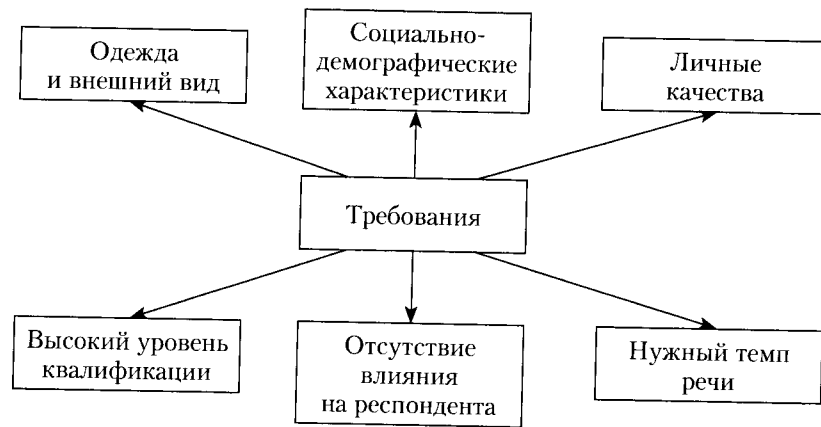 Одежда
и внешний вид
Социально-
демографические
характеристики
Личные
качества
Требования
Высокий уровень
квалификации
Отсутствие
влияния
на респондента
Нужный темп
речи